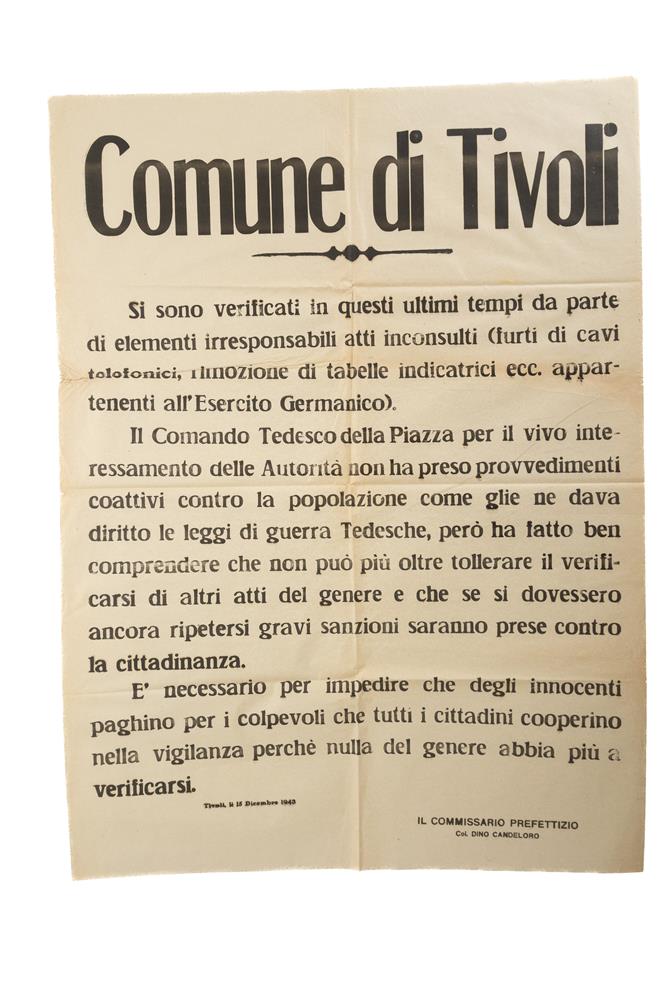 Comune di Tivoli
Si sono verificati in questi ultimi tempi da parte
di elementi irresponsabili atti inconsulti (furti di cavi
telefonici, rimozione di tabelle indicatrici ecc. appar-
tenenti all'Esercito Germanico).
Il Comando Tedesco della Piazza per il vivo inte-
ressamento delle Autorità non ha preso provvedimenti
coattivi contro la popolazione come glie ne dava
diritto le leggi di guerra Tedesche, però ha fatto ben
comprendere che non può più oltre tollerare il verifi-
carsi di altri atti del genere e che se si dovessero
ancora ripetersi gravi sanzioni saranno prese contro
la cittadinanza.
E' necessario per impedire che degli innocenti
paghino per i colpevoli che tutti i cittadini cooperino
nella vigilanza perchè nulla del genere abbia più a
verificarsi.
Tivoli, li 15 Dicembre 1943
IL COMMISSARIO PREFETTIZIO
Col. DINO CANDELORO